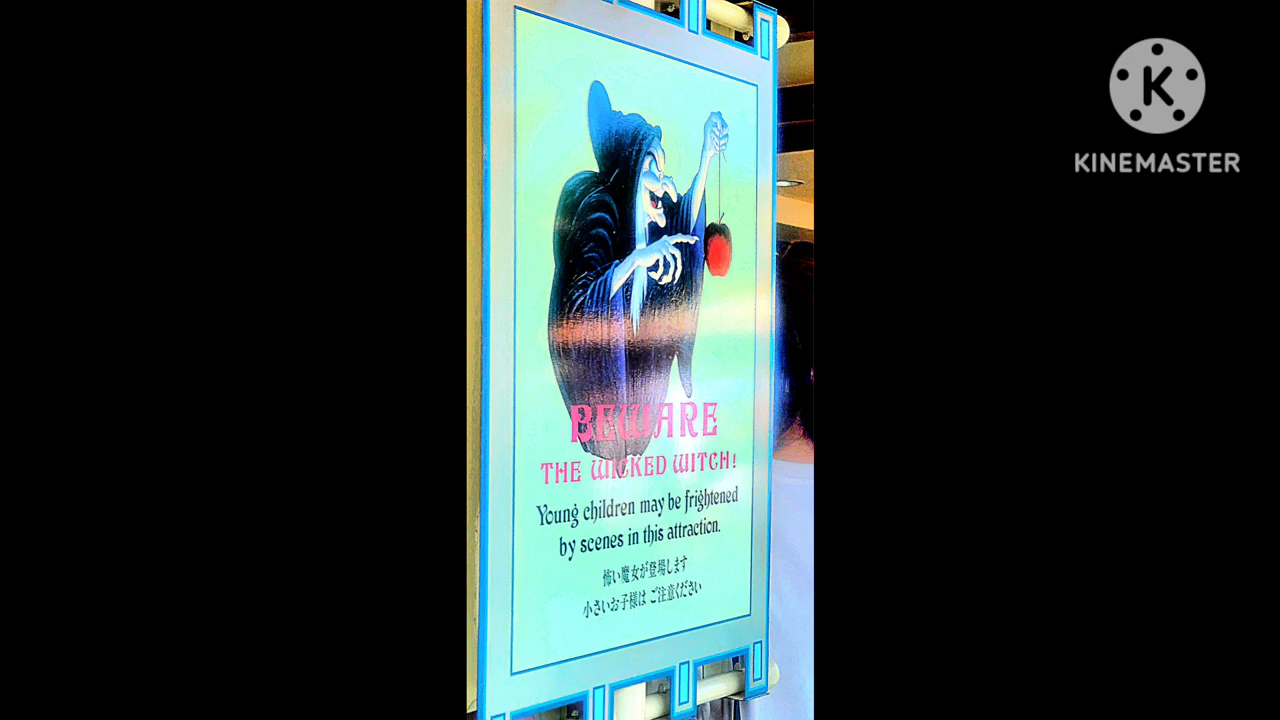 BEWARE
THE WICKED WITCH!
Young children may be frightened
by scenes in this attraction.
怖い魔女が登場します
小さいお子様は ご注意ください
K
KINEMASTER